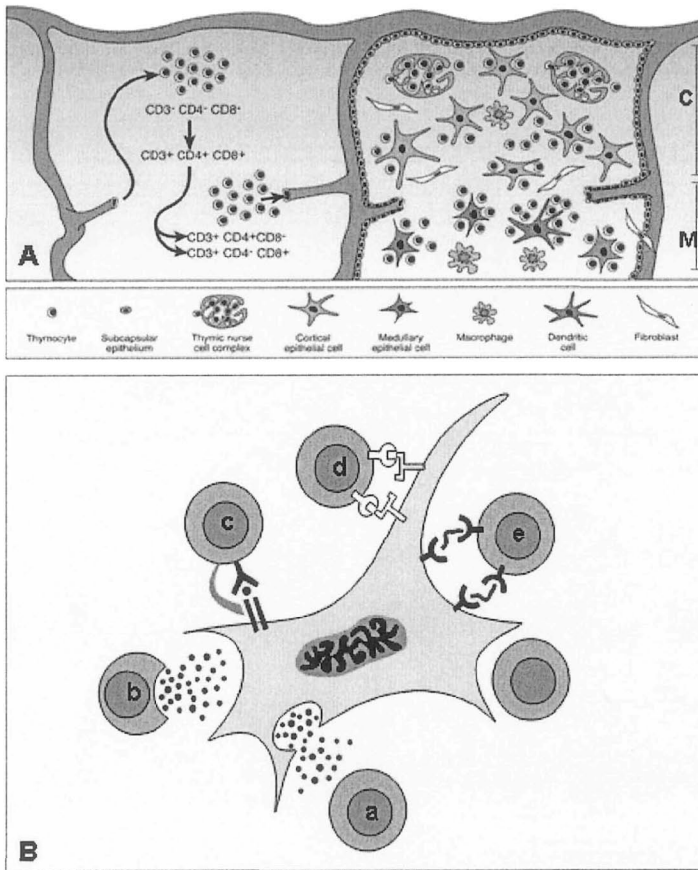 CD3- CD4- CD8-
CD3+ CD4+ CD8+
CD3+ CD4+CD8-
CD3+ CD4- CD8+
A
C
M
Thymocyte
Subcapsular
epithelium
Thymic nurse
cell complex
Cortical
epithelial cell
Medullary
epithelial cell
Macrophage
Dendritic
cell
Fibroblast
d
c
e
b
a
B